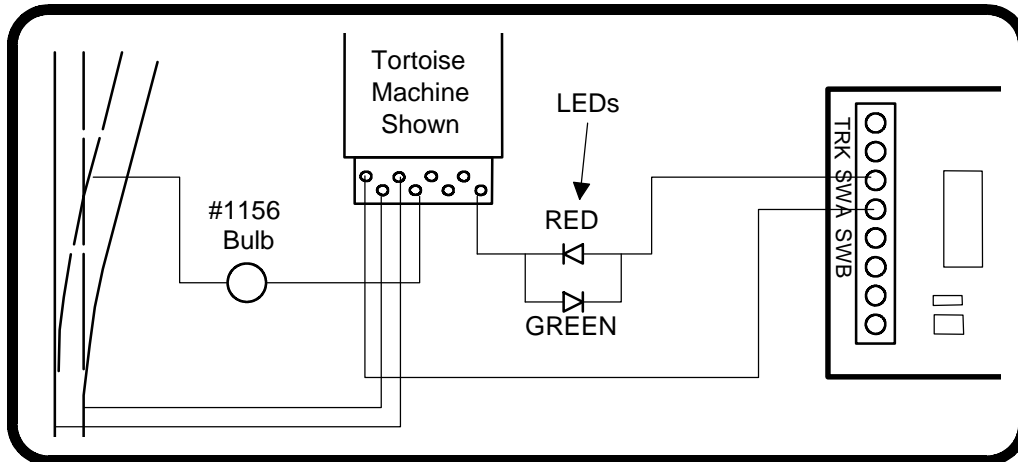 Tortoise
Machine
Shown
LEDs
#1156
Bulb
RED
GREEN
TRK SWA SWB